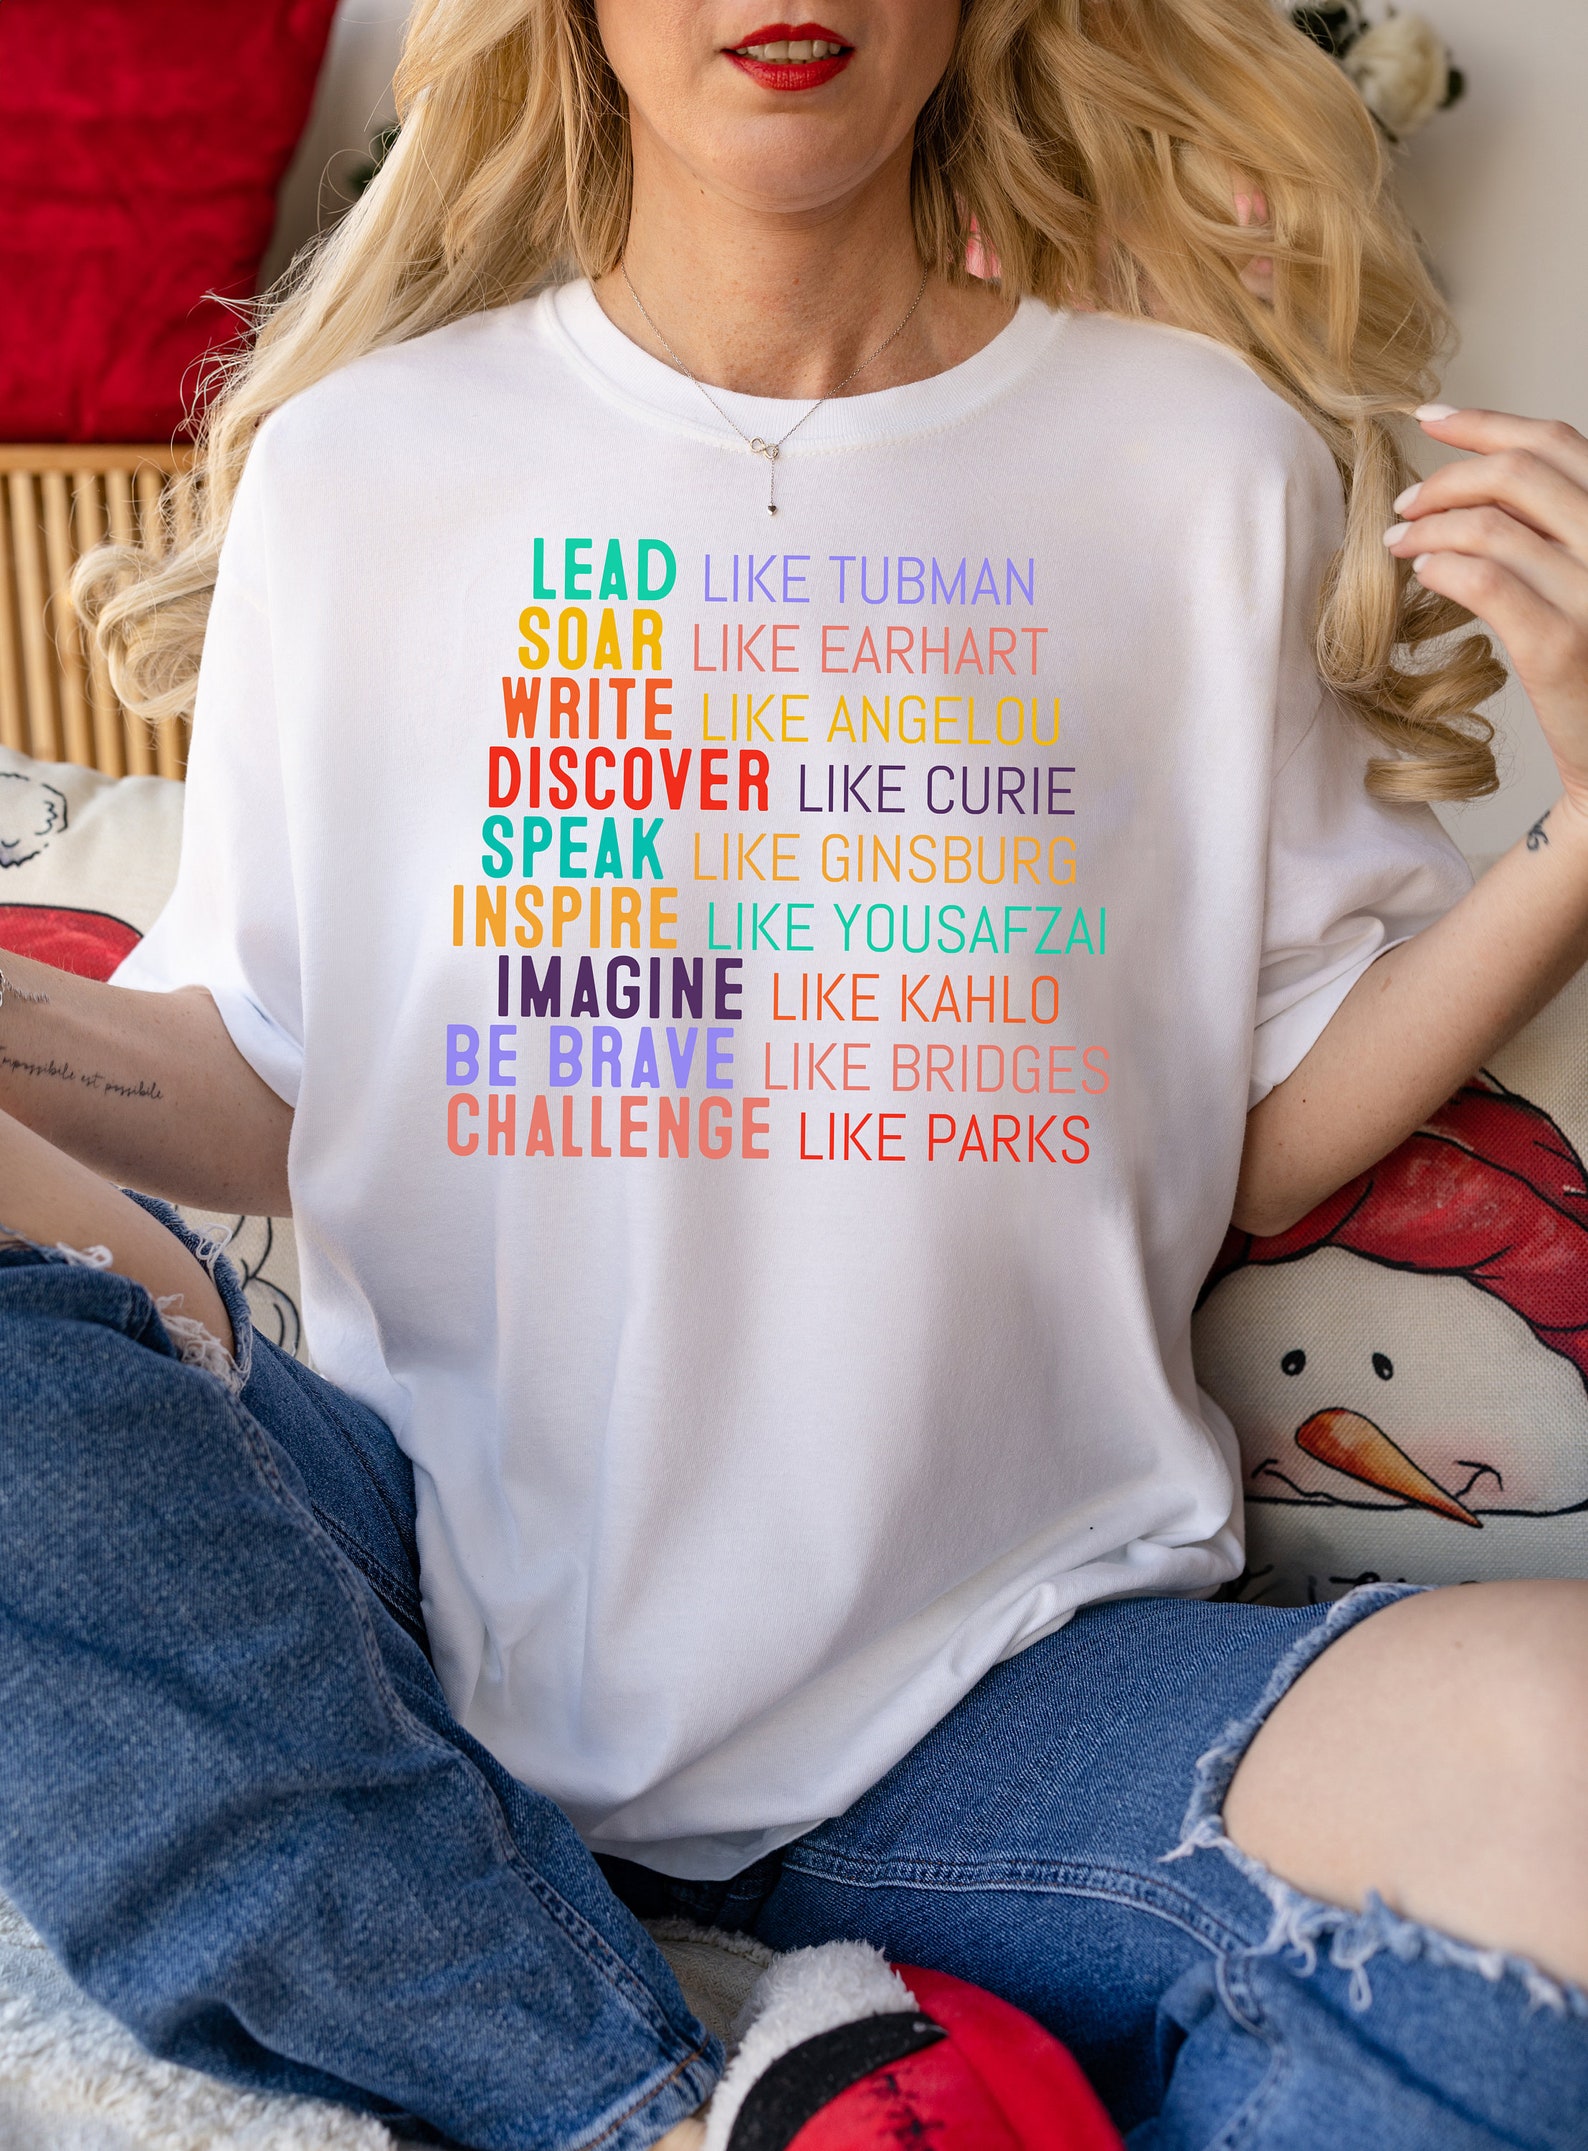 LEAD LIKE TUBMAN
SOAR LIKE EARHART
WRITE LIKE ANGELOU
DISCOVER LIKE CURIE
SPEAK LIKE GINSBURG
INSPIRE LIKE YOUSAFZAI
IMAGINE LIKE KAHLO
BE BRAVE LIKE BRIDGES
CHALLENGE LIKE PARKS
impossibile est possibile